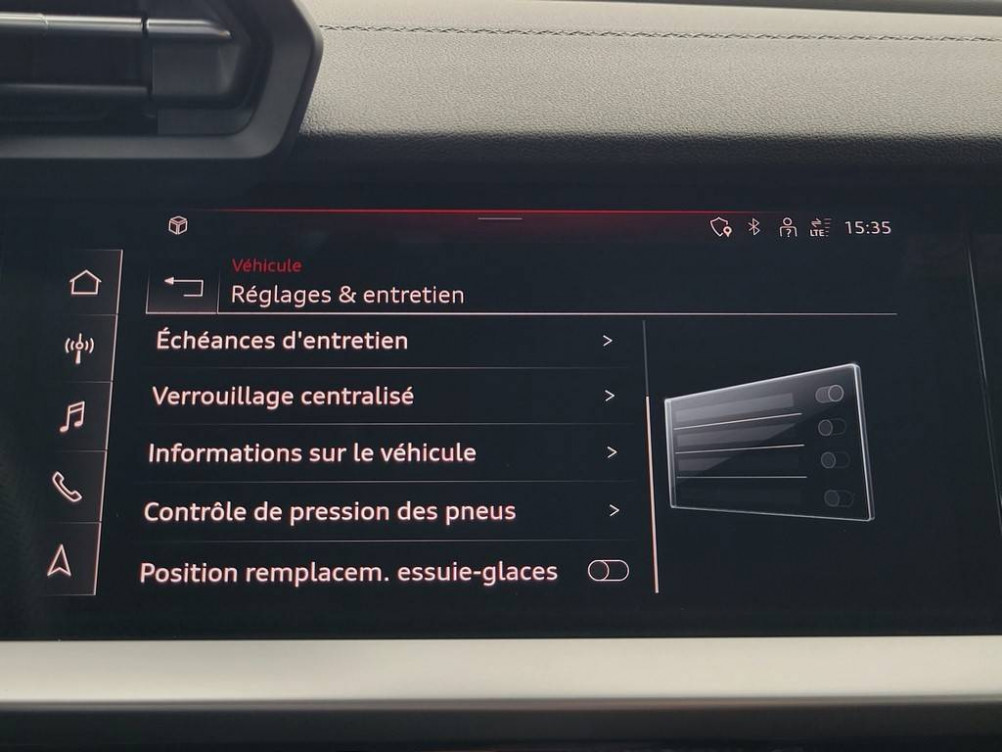 LTE 15:35
Véhicule
Réglages & entretien
Échéances d'entretien >
Verrouillage centralisé >
Informations sur le véhicule >
Contrôle de pression des pneus >
Position remplacem. essuie-glaces